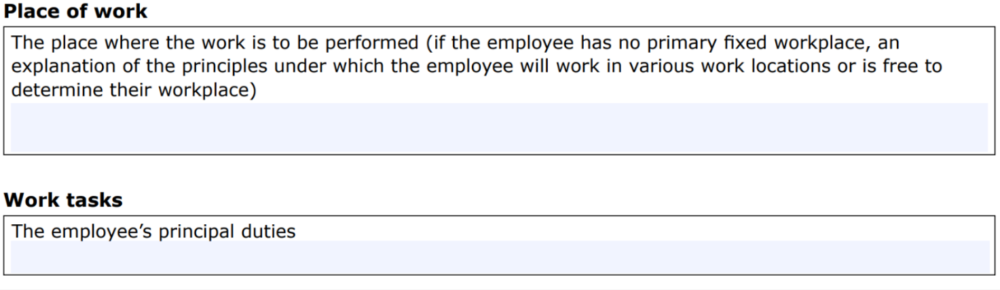 Place of work
The place where the work is to be performed (if the employee has no primary fixed workplace, an
explanation of the principles under which the employee will work in various work locations or is free to
determine their workplace)
Work tasks
The employee’s principal duties